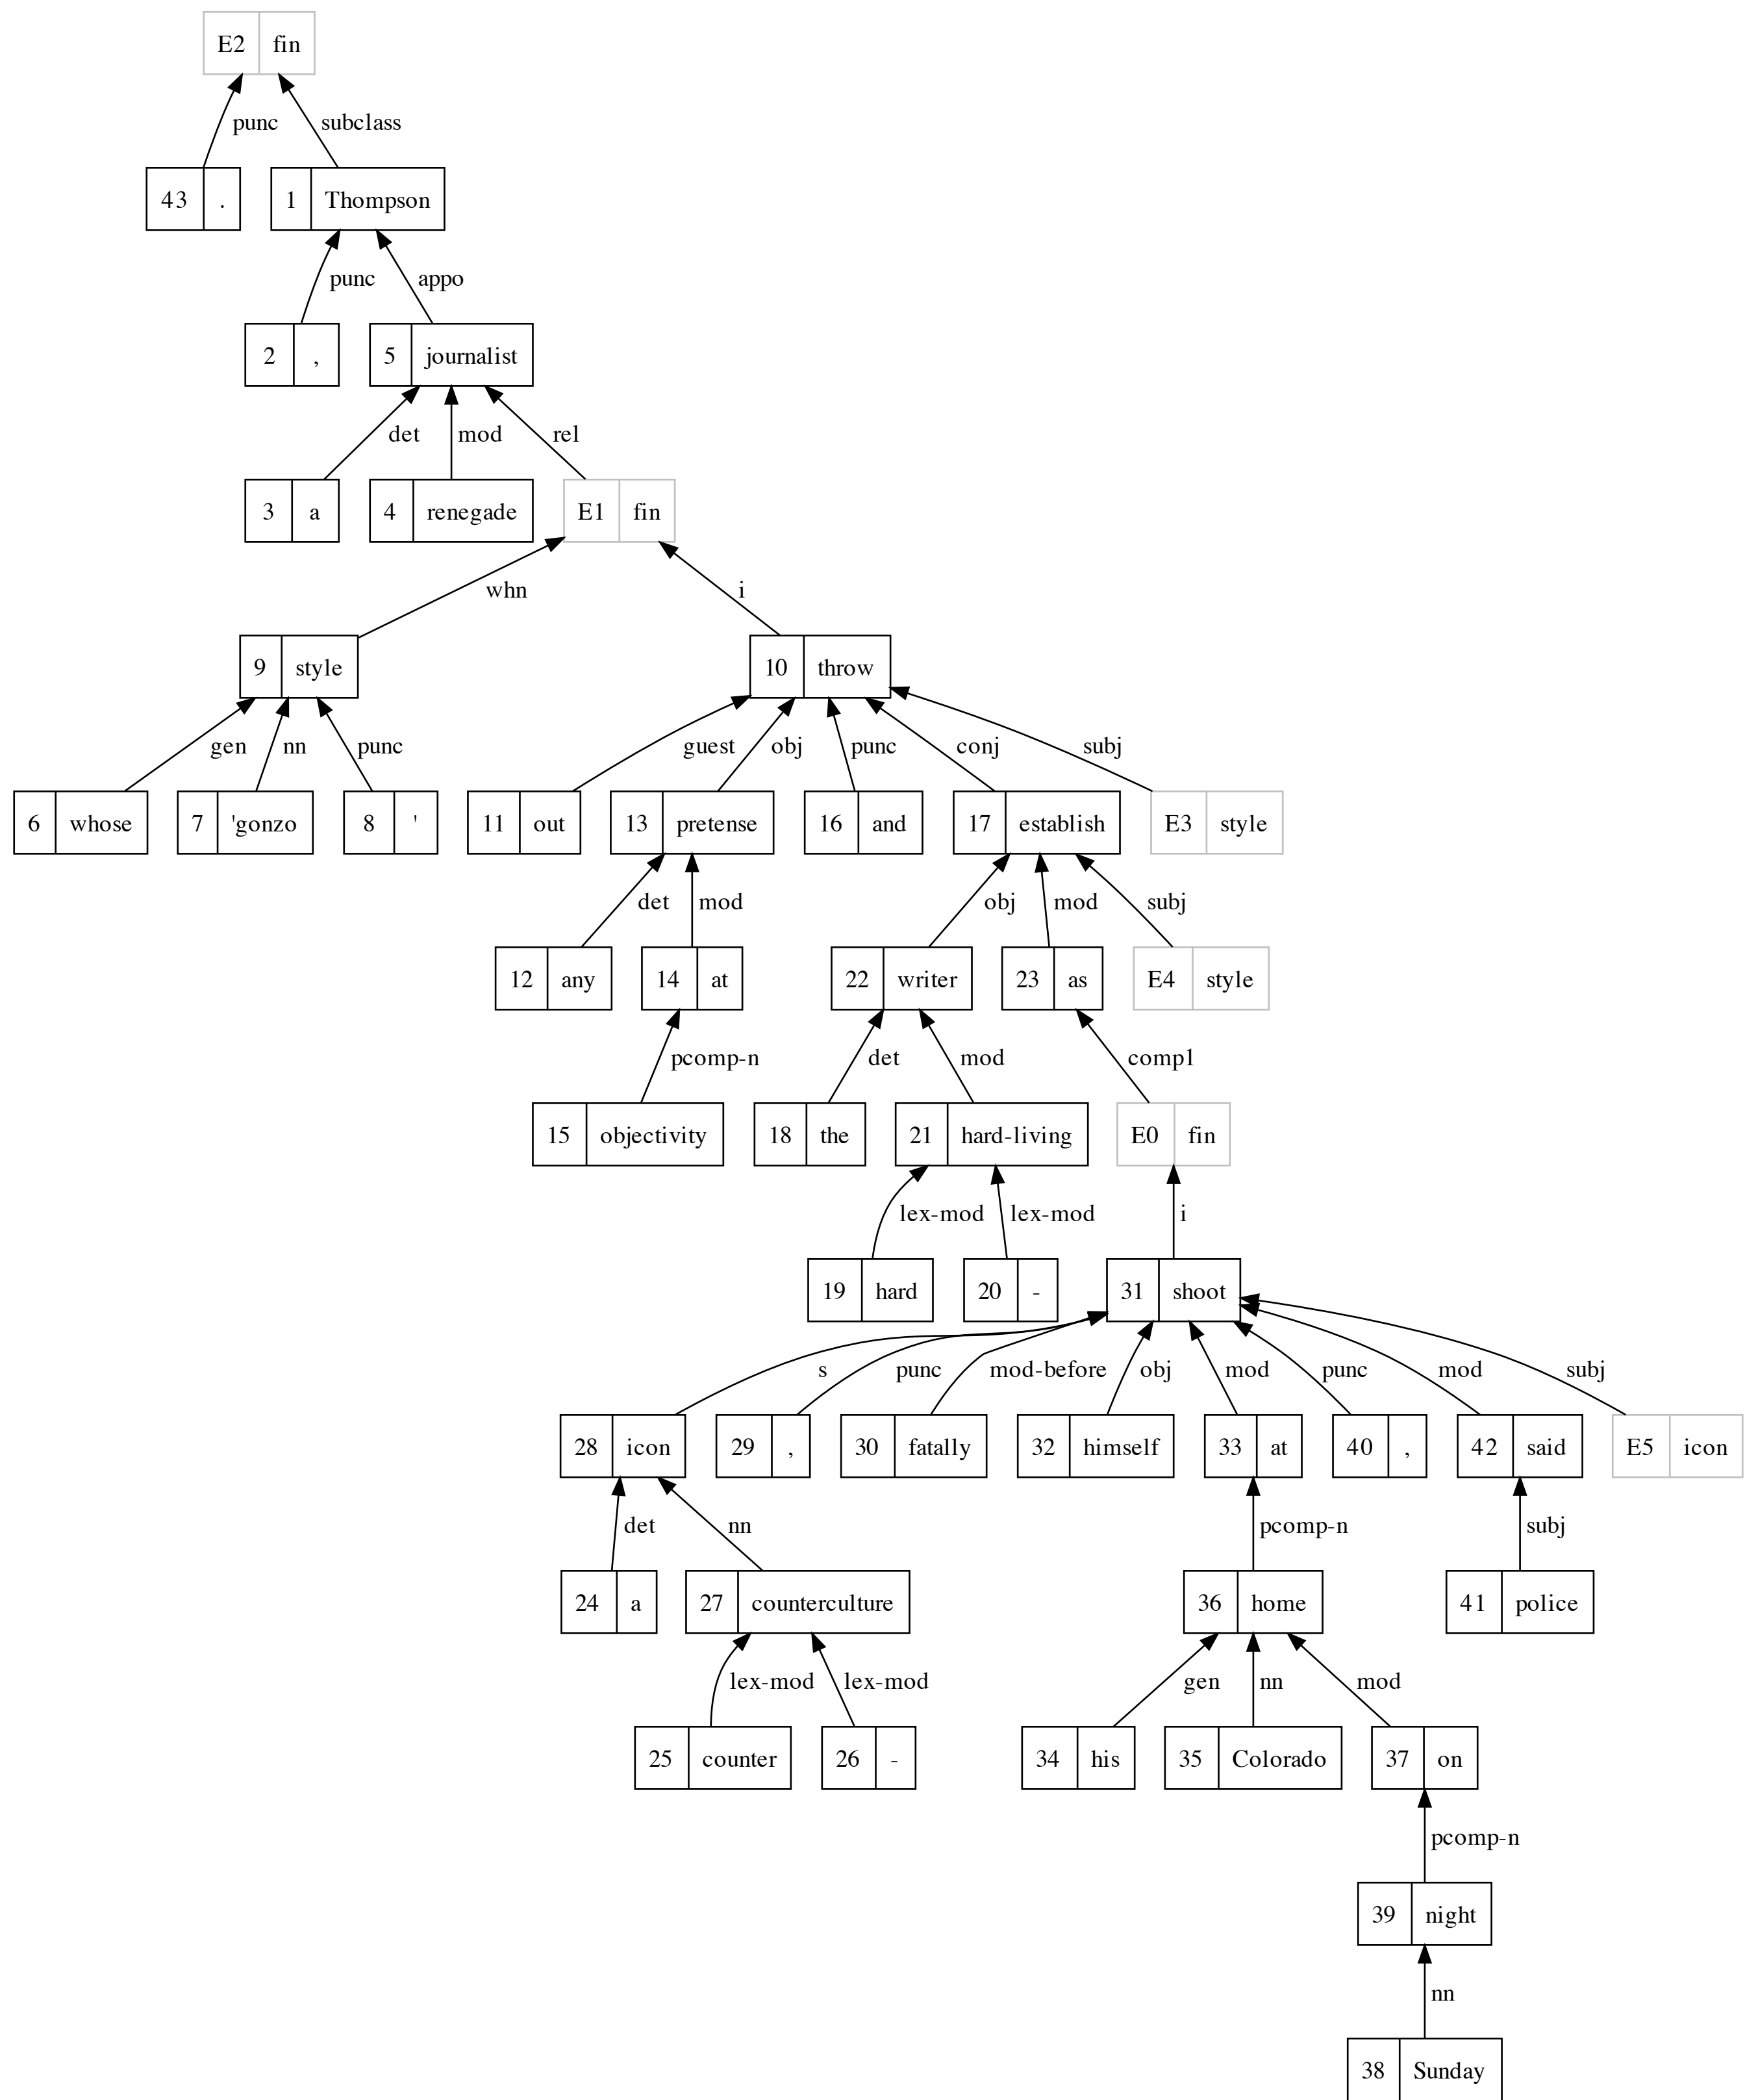 E2 fin
punc subclass
43 . 1 Thompson
punc appo
2 , 5 journalist
det mod rel
3 a 4 renegade E1 fin
whn i
9 style 10 throw
gen nn punc guest obj punc conj subj
6 whose 7 'gonzo 8 ' 11 out 13 pretense 16 and 17 establish E3 style
det mod obj mod subj
12 any 14 at 22 writer 23 as E4 style
pcomp-n det mod comp1
15 objectivity 18 the 21 hard-living E0 fin
lex-mod lex-mod i
19 hard 20 - 31 shoot
s punc mod-before obj mod punc mod subj
28 icon 29 , 30 fatally 32 himself 33 at 40 , 42 said E5 icon
det nn pcomp-n subj
24 a 27 counterculture 36 home 41 police
lex-mod lex-mod gen nn mod
25 counter 26 - 34 his 35 Colorado 37 on
pcomp-n
39 night
nn
38 Sunday